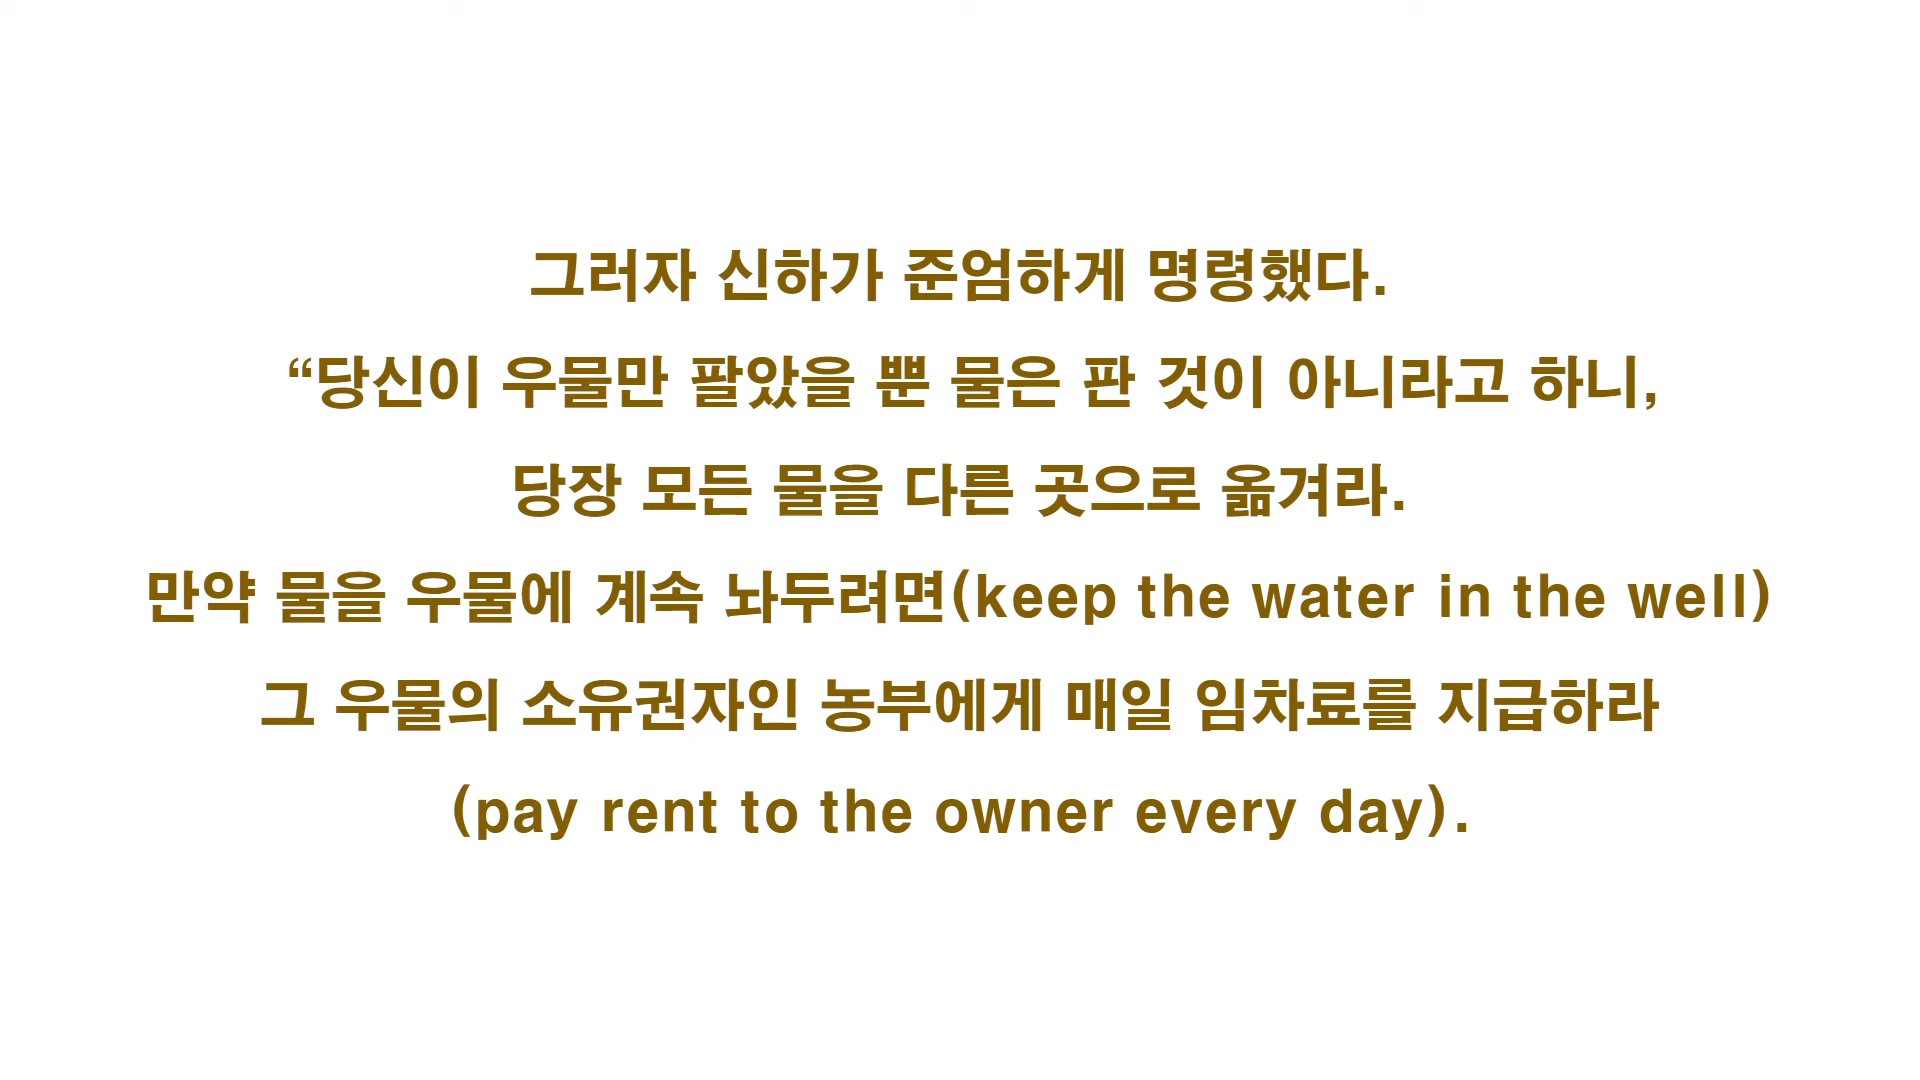 그러자 신하가 준엄하게 명령했다.
“당신이 우물만 팔았을 뿐 물은 판 것이 아니라고 하니,
당장 모든 물을 다른 곳으로 옮겨라.
만약 물을 우물에 계속 놔두려면(keep the water in the well)
그 우물의 소유권자인 농부에게 매일 임차료를 지급하라
(pay rent to the owner every day).